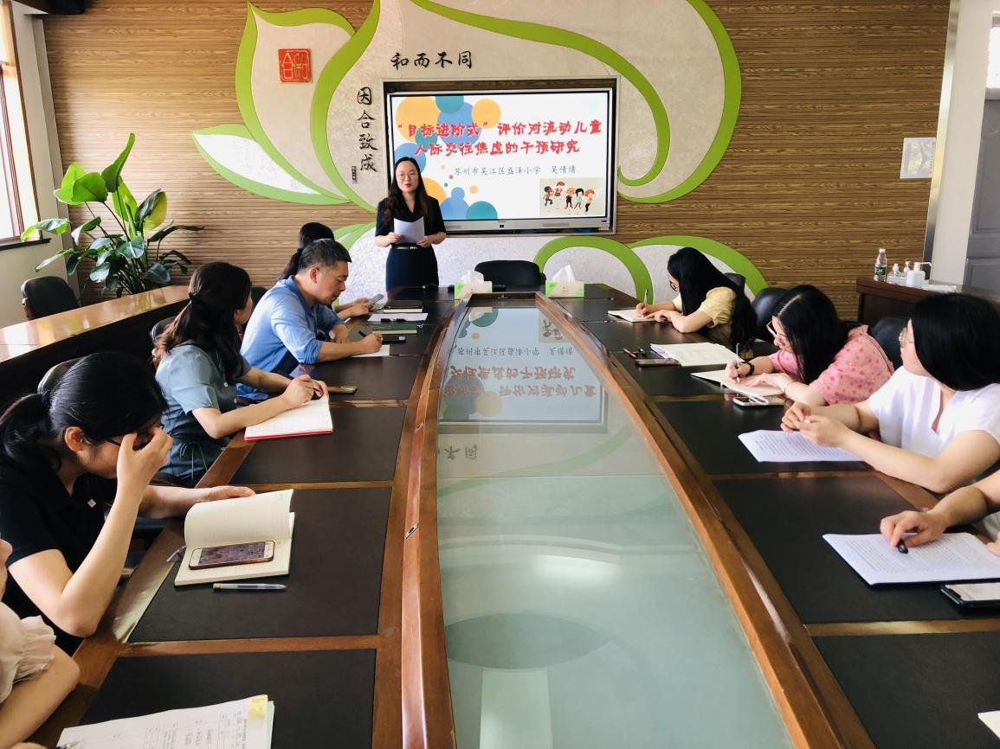 和而不同
因合致成
"目标进阶式"评价对流动儿童
人际交往焦虑的干预研究
苏州市吴江区盛泽小学 吴倩倩